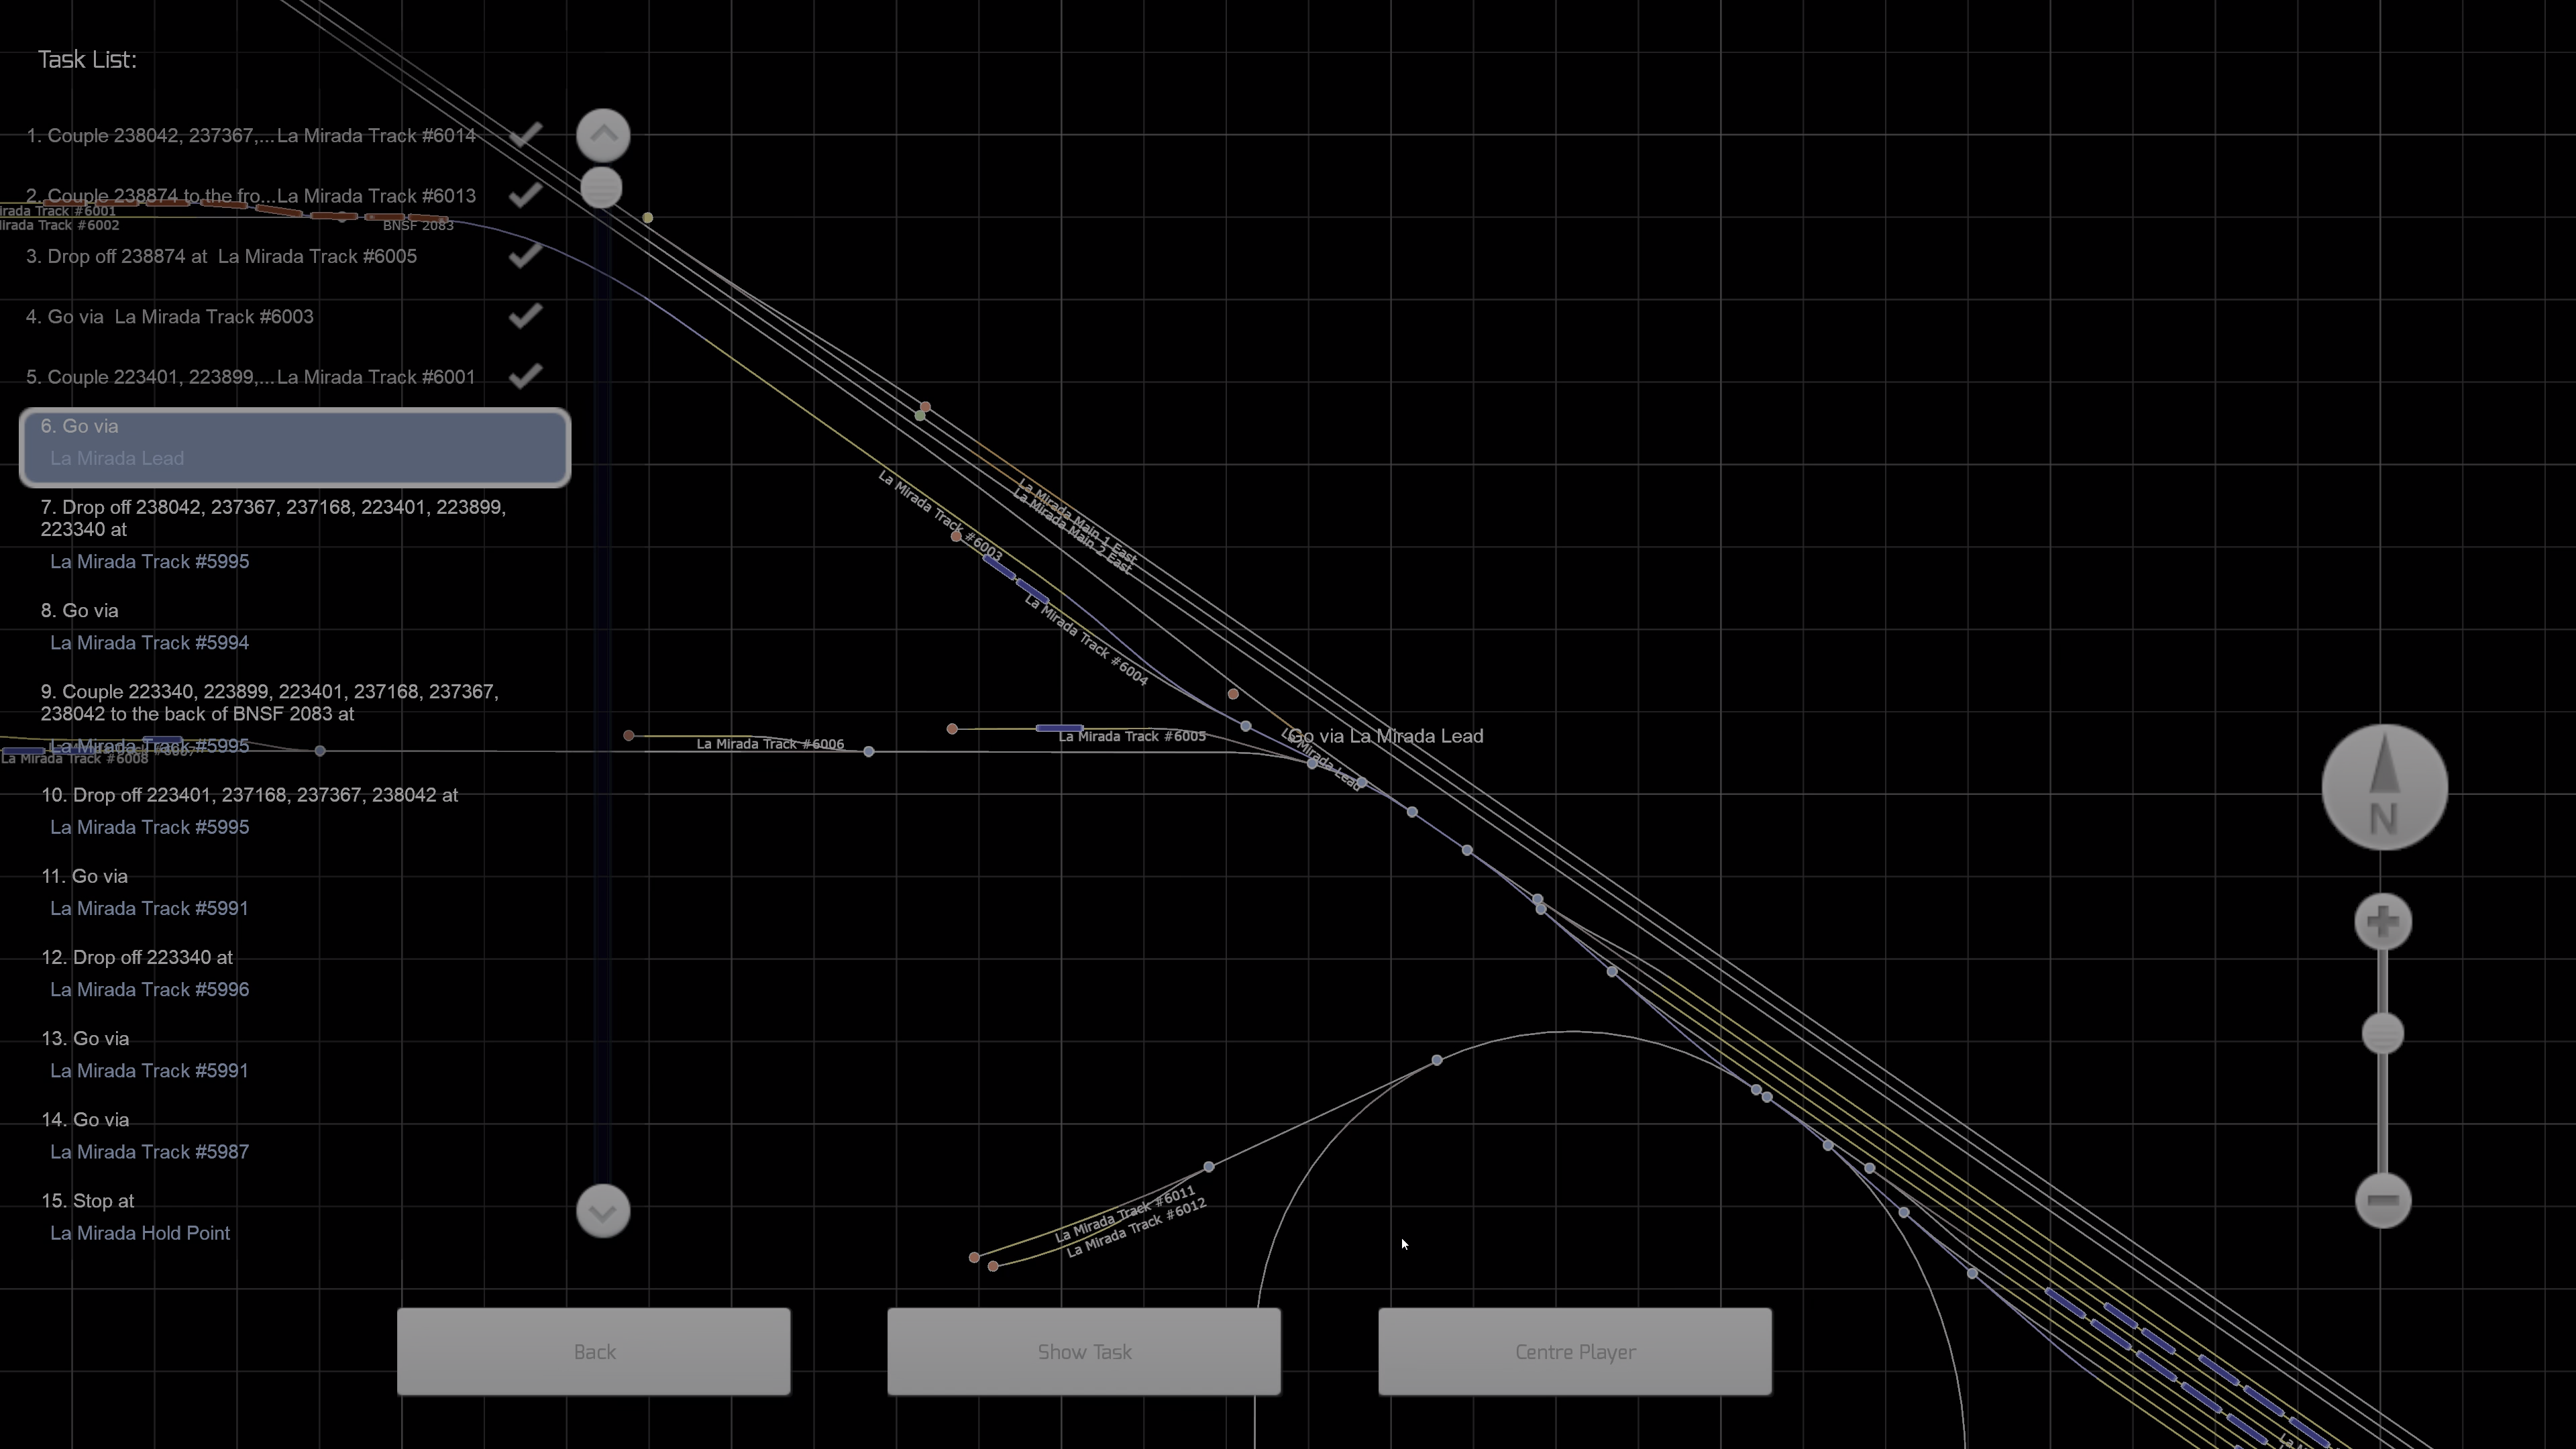 Task List:
1. Couple 238042, 237367,...La Mirada Track #6014
2. Couple 238874 to the fro...La Mirada Track #6013
irada Track #6001
irada Track #6002
BNSF 2083
3. Drop off 238874 at  La Mirada Track #6005
4. Go via  La Mirada Track #6003
5. Couple 223401, 223899,...La Mirada Track #6001
6. Go via
La Mirada Lead
7. Drop off 238042, 237367, 237168, 223401, 223899,
223340 at
La Mirada Track #5995
8. Go via
La Mirada Track #5994
9. Couple 223340, 223899, 223401, 237168, 237367,
238042 to the back of BNSF 2083 at
La Mirada Track #5995
La Mirada Track #6008
10. Drop off 223401, 237168, 237367, 238042 at
La Mirada Track #5995
11. Go via
La Mirada Track #5991
12. Drop off 223340 at
La Mirada Track #5996
13. Go via
La Mirada Track #5991
14. Go via
La Mirada Track #5987
15. Stop at
La Mirada Hold Point
La Mirada Main 1 East
La Mirada Main 2 East
La Mirada Track #6003
La Mirada Track #6004
La Mirada Track #6005
La Mirada Track #6006
Go via La Mirada Lead
La Mirada Lead
La Mirada Track #6011
La Mirada Track #6012
N
Back
Show Task
Centre Player